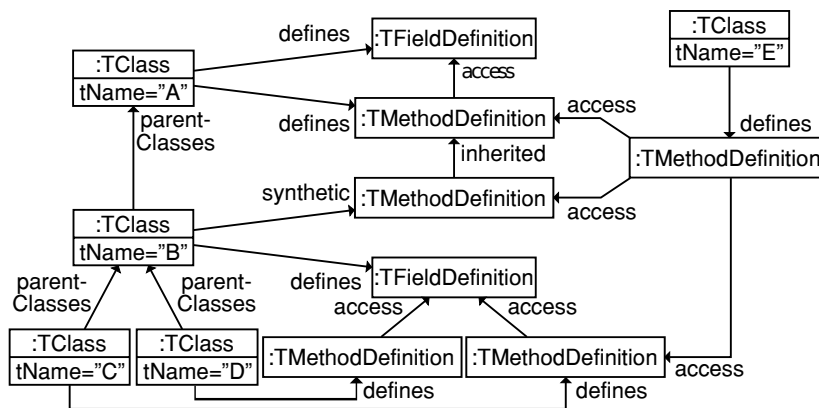 defines
:TFieldDefinition
:TClass
tName="E"
:TClass
tName="A"
access
defines
:TMethodDefinition
access
defines
parent-
Classes
inherited
:TMethodDefinition
synthetic
:TMethodDefinition
access
:TClass
tName="B"
defines
:TFieldDefinition
parent-
Classes
parent-
Classes
access
access
:TClass
tName="C"
:TClass
tName="D"
:TMethodDefinition
:TMethodDefinition
access
defines
defines